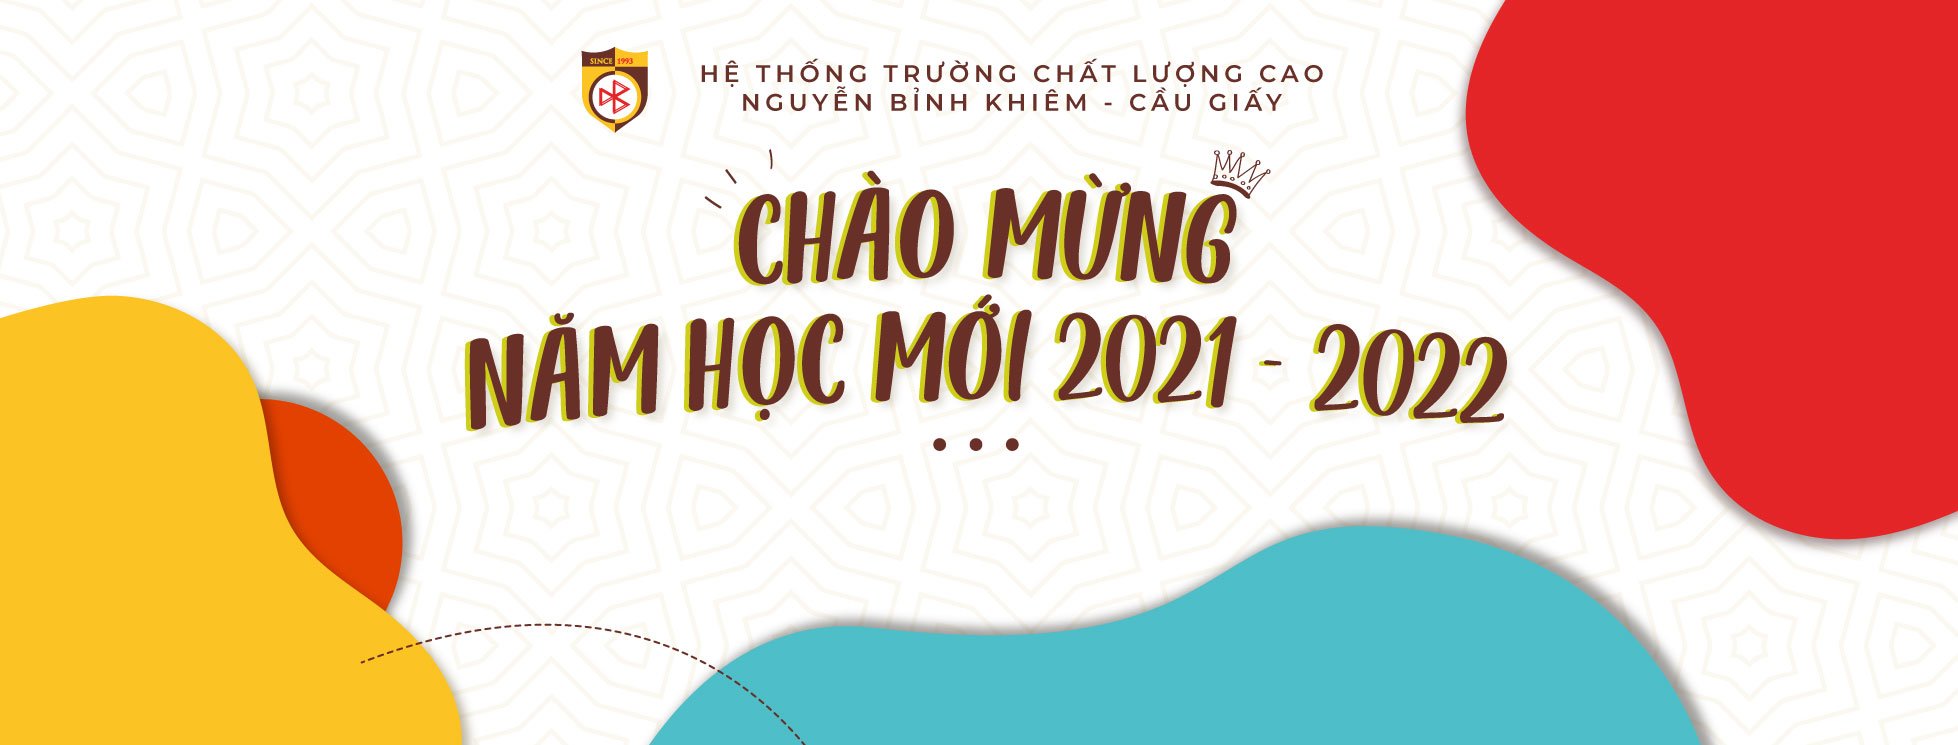 SINCE 1993
HỆ THỐNG TRƯỜNG CHẤT LƯỢNG CAO
NGUYỄN BỈNH KHIÊM - CẦU GIẤY
CHÀO MỪNG
NĂM HỌC MỚI 2021 - 2022